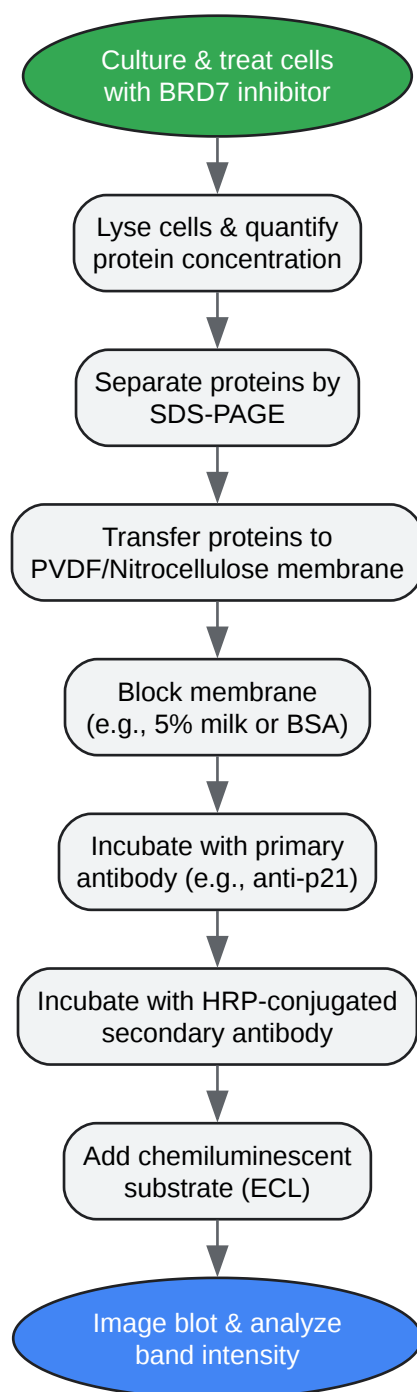 Culture & treat cells
with BRD7 inhibitor
Lyse cells & quantify
protein concentration
Separate proteins by
SDS-PAGE
Transfer proteins to
PVDF/Nitrocellulose membrane
Block membrane
(e.g., 5% milk or BSA)
Incubate with primary
antibody (e.g., anti-p21)
Incubate with HRP-conjugated
secondary antibody
Add chemiluminescent
substrate (ECL)
Image blot & analyze
band intensity